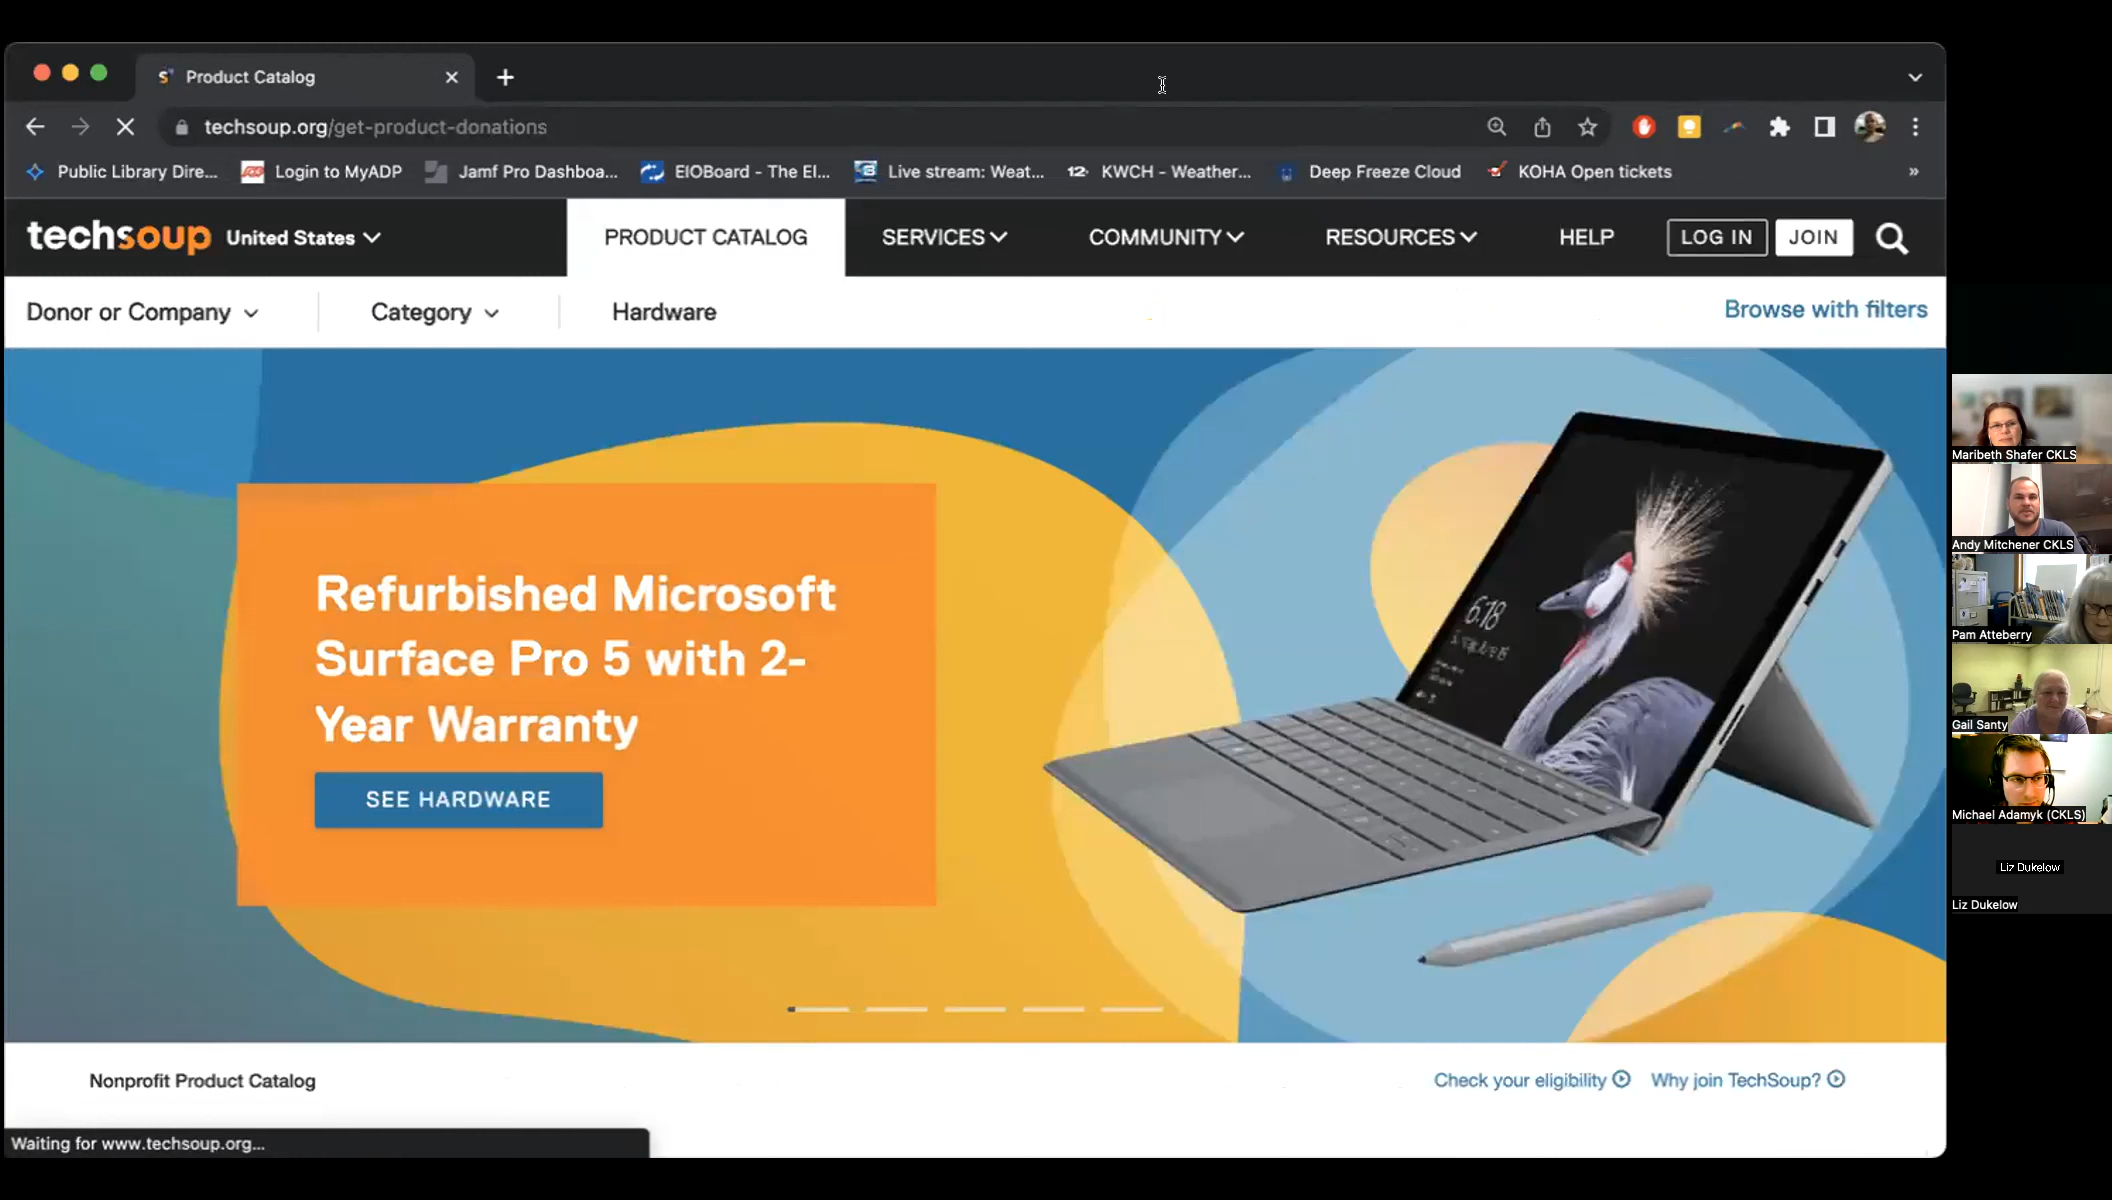 Product Catalog
techsoup.org/get-product-donations
Public Library Dire... Login to MyADP Jamf Pro Dashboa... EIOBoard - The El... Live stream: Weat... 12 KWCH - Weather... Deep Freeze Cloud KOHA Open tickets »
techsoup United States PRODUCT CATALOG SERVICES COMMUNITY RESOURCES HELP LOG IN JOIN
Donor or Company Category Hardware Browse with filters
Refurbished Microsoft
Surface Pro 5 with 2-
Year Warranty
SEE HARDWARE
6:18
Nonprofit Product Catalog Check your eligibility Why join TechSoup?
Waiting for www.techsoup.org...
Maribeth Shafer CKLS
Andy Mitchener CKLS
Pam Atteberry
Gail Santy
Michael Adamyk (CKLS)
Liz Dukelow
Liz Dukelow